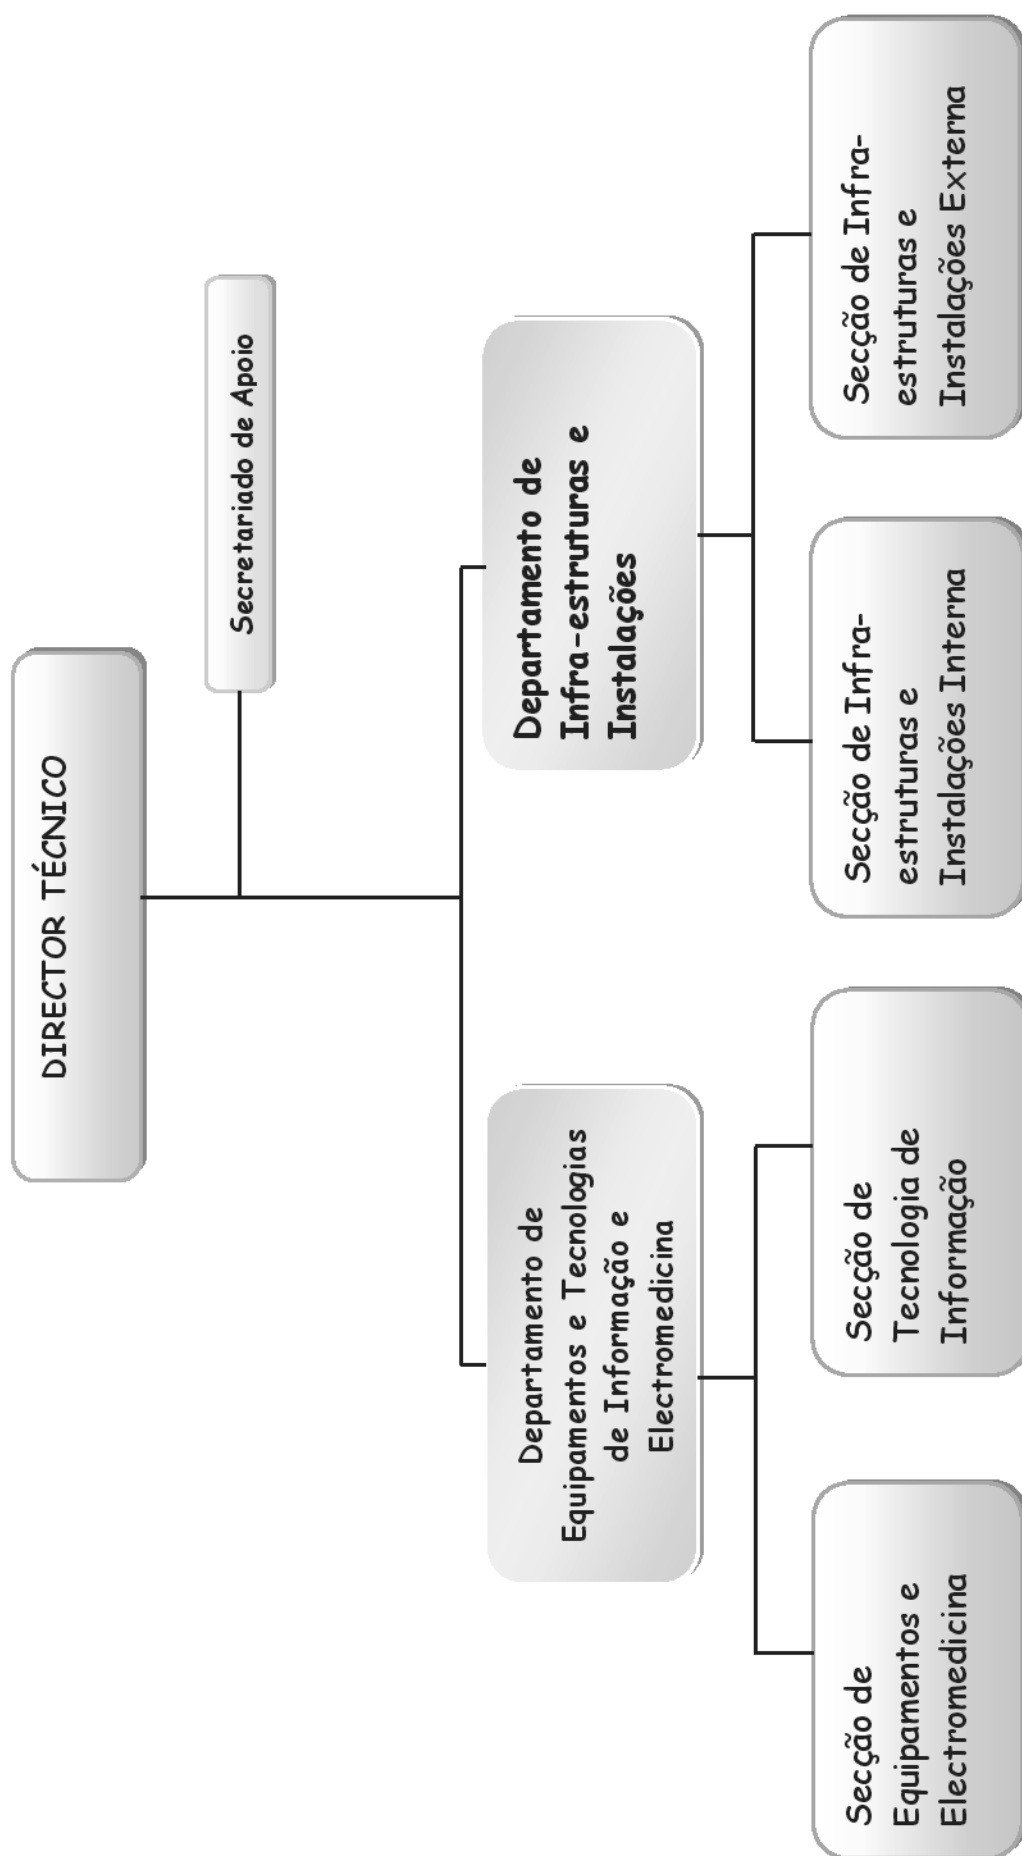 DIRECTOR TÉCNICO
Secretariado de Apoio
Departamento de
Equipamentos e Tecnologias
de Informação e
Electromedicina
Departamento de
Infra-estruturas e
Instalações
Secção de
Equipamentos e
Electromedicina
Secção de
Tecnologia de
Informação
Secção de Infra-
estruturas e
Instalações Interna
Secção de Infra-
estruturas e
Instalações Externa